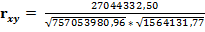 r_xy = 27044332,50 / √757053980,96 * √1564131,77